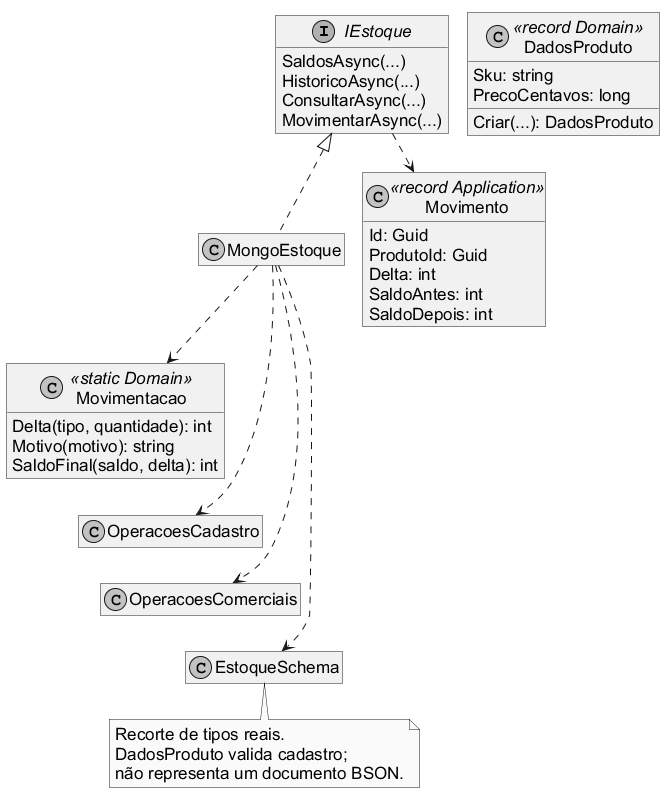 I IEstoque
SaldosAsync(...)
HistoricoAsync(...)
ConsultarAsync(...)
MovimentarAsync(...)
C «record Domain»
DadosProduto
Sku: string
PrecoCentavos: long
Criar(...): DadosProduto
C «record Application»
Movimento
Id: Guid
ProdutoId: Guid
Delta: int
SaldoAntes: int
SaldoDepois: int
C MongoEstoque
C «static Domain»
Movimentacao
Delta(tipo, quantidade): int
Motivo(motivo): string
SaldoFinal(saldo, delta): int
C OperacoesCadastro
C OperacoesComerciais
C EstoqueSchema
Recorte de tipos reais.
DadosProduto valida cadastro;
não representa um documento BSON.